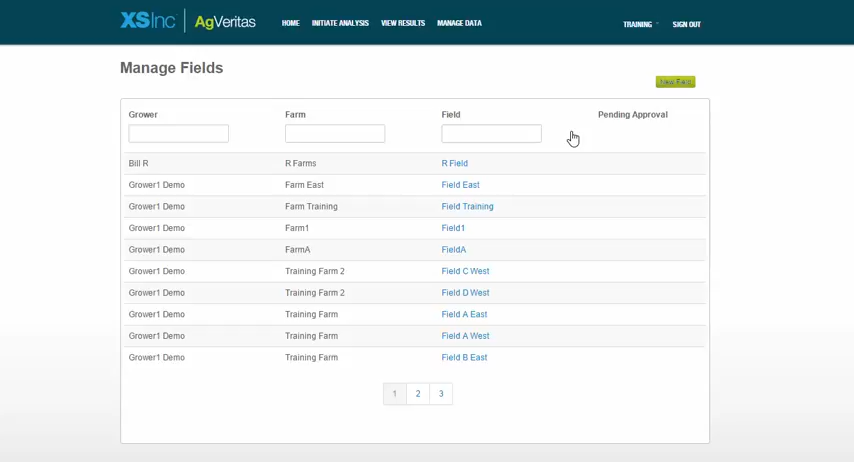 XSInc | AgVeritas HOME INITIATE ANALYSIS VIEW RESULTS MANAGE DATA TRAINING SIGN OUT
Manage Fields
New Field
Grower Farm Field Pending Approval
Bill R R Farms R Field
Grower1 Demo Farm East Field East
Grower1 Demo Farm Training Field Training
Grower1 Demo Farm1 Field1
Grower1 Demo FarmA FieldA
Grower1 Demo Training Farm 2 Field C West
Grower1 Demo Training Farm 2 Field D West
Grower1 Demo Training Farm Field A East
Grower1 Demo Training Farm Field A West
Grower1 Demo Training Farm Field B East
1 2 3